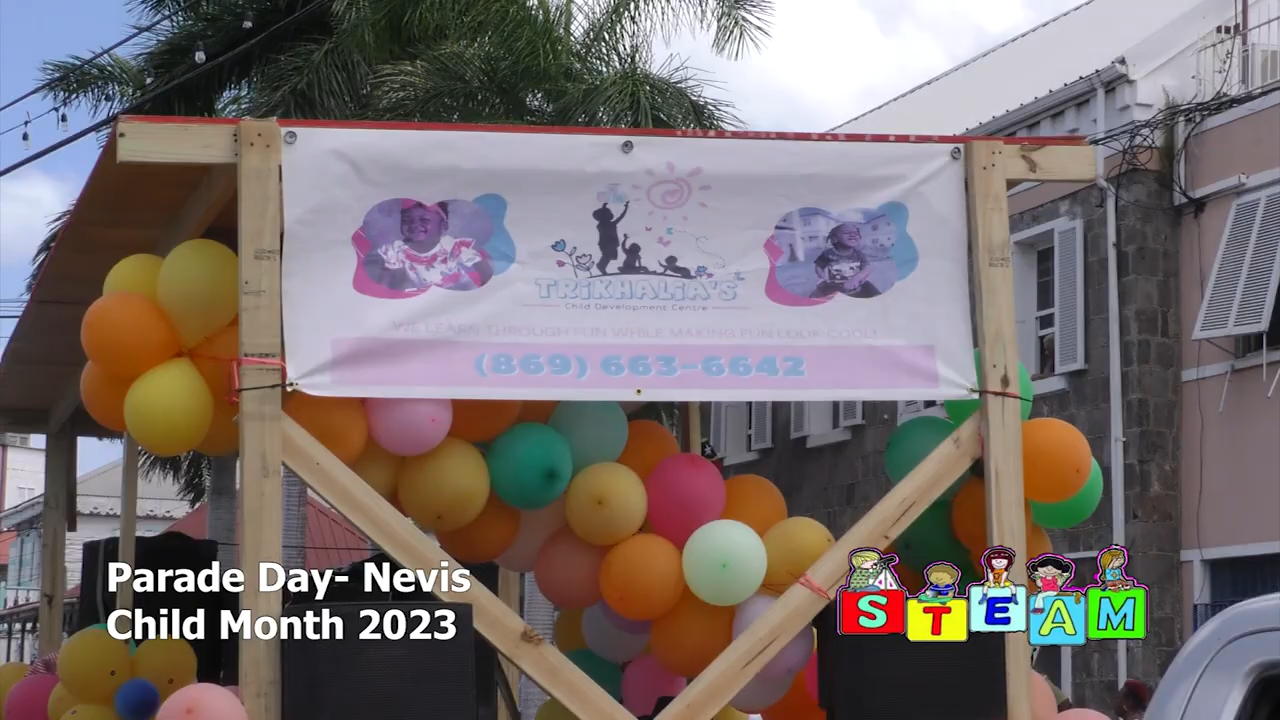 TRIKHALIA'S
Child Development Centre
WE LEARN THROUGH FUN WHILE MAKING FUN LOOK COOL!
(869) 663-6642
Parade Day- Nevis
Child Month 2023
STEAM